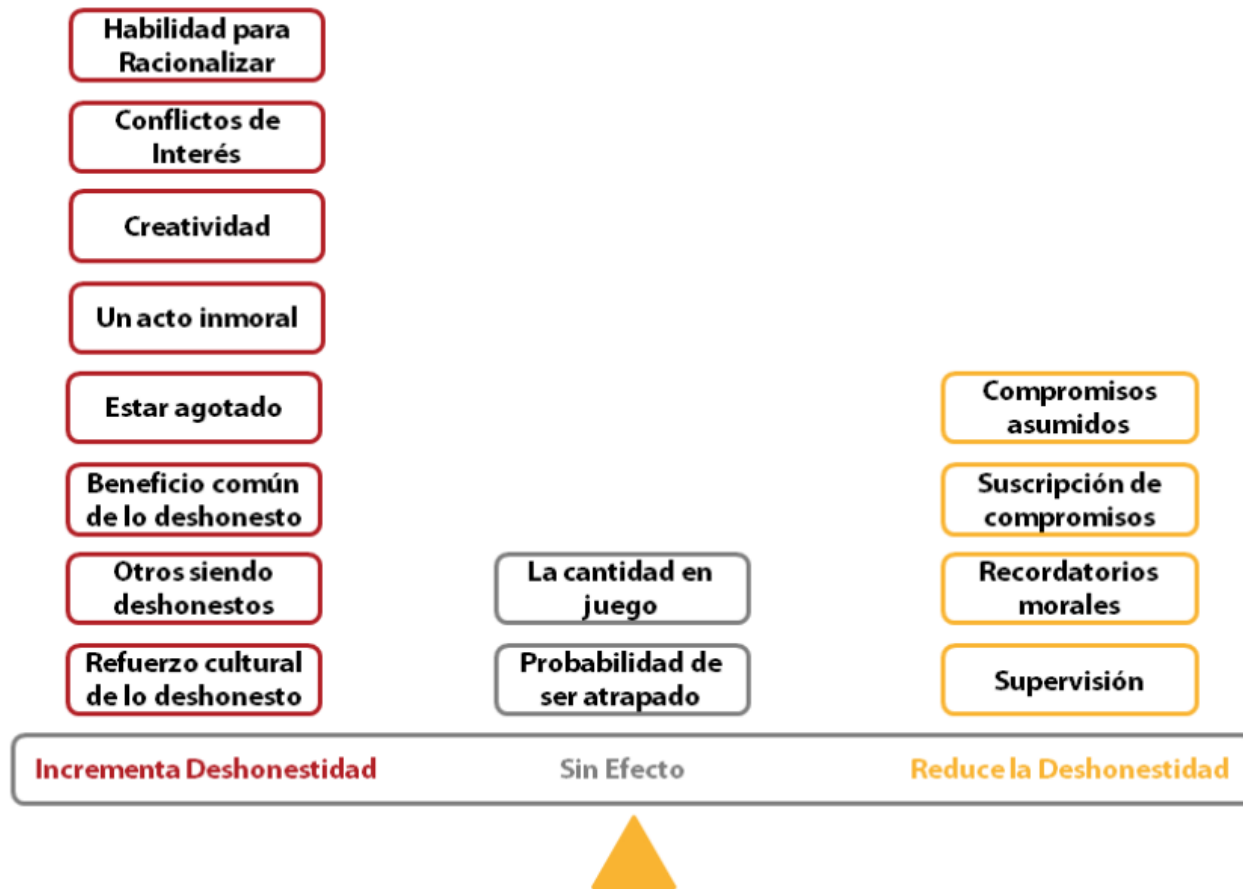 Habilidad para
Racionalizar
Conflictos de
Interés
Creatividad
Un acto inmoral
Estar agotado
Beneficio común
de lo deshonesto
Otros siendo
deshonestos
Refuerzo cultural
de lo deshonesto
La cantidad en
juego
Probabilidad de
ser atrapado
Compromisos
asumidos
Suscripción de
compromisos
Recordatorios
morales
Supervisión
Incrementa Deshonestidad
Sin Efecto
Reduce la Deshonestidad